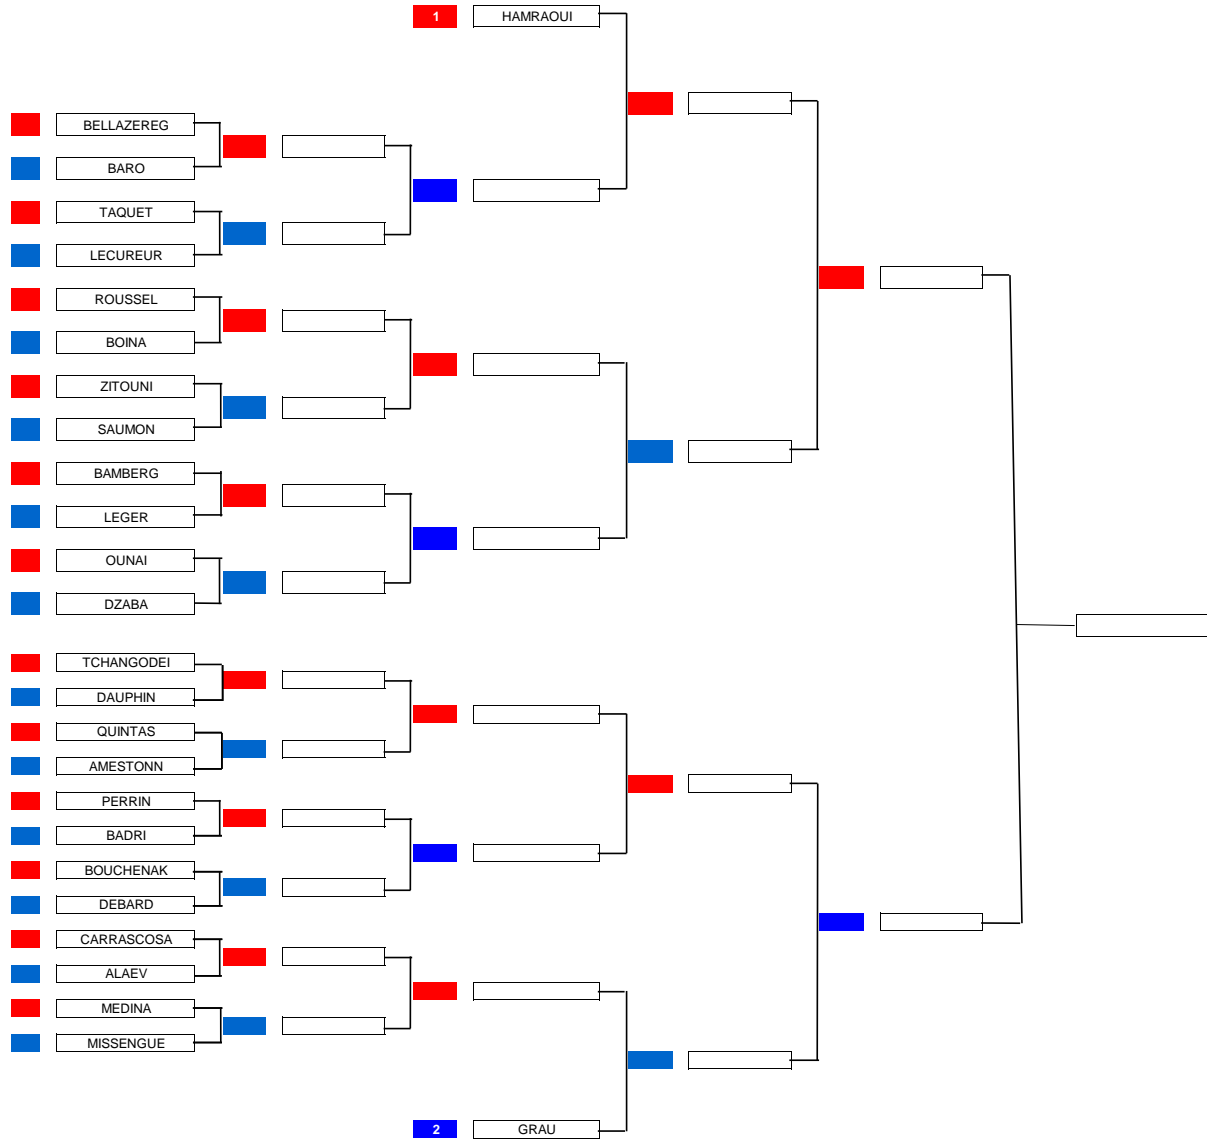 1 HAMRAOUI
BELLAZEREG
BARO
TAQUET
LECUREUR
ROUSSEL
BOINA
ZITOUNI
SAUMON
BAMBERG
LEGER
OUNAI
DZABA
TCHANGODEI
DAUPHIN
QUINTAS
AMESTONN
PERRIN
BADRI
BOUCHENAK
DEBARD
CARRASCOSA
ALAEV
MEDINA
MISSENGUE
2 GRAU